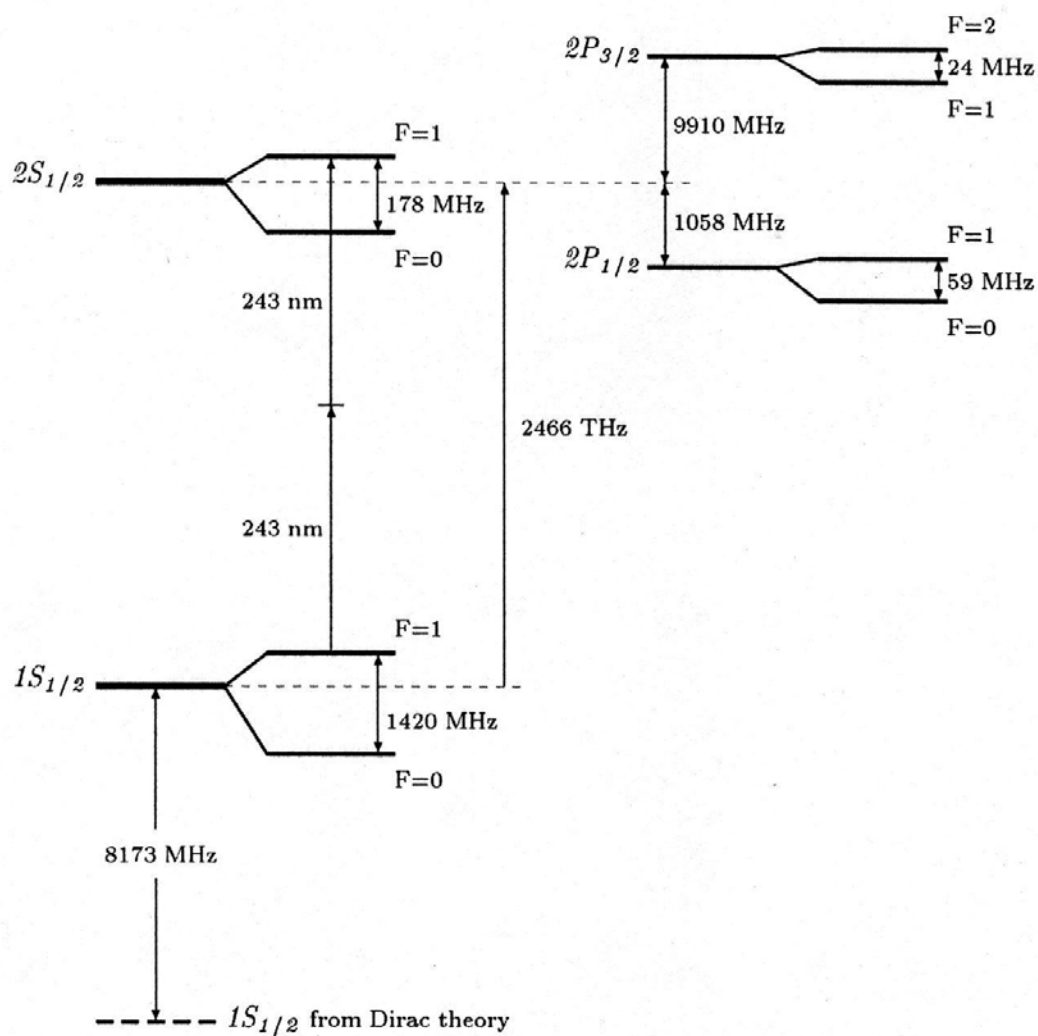 F=2
2P3/2
24 MHz
F=1
9910 MHz
F=1
2S1/2
178 MHz
1058 MHz
F=0
F=1
2P1/2
59 MHz
243 nm
F=0
2466 THz
243 nm
F=1
1S1/2
1420 MHz
F=0
8173 MHz
1S1/2 from Dirac theory